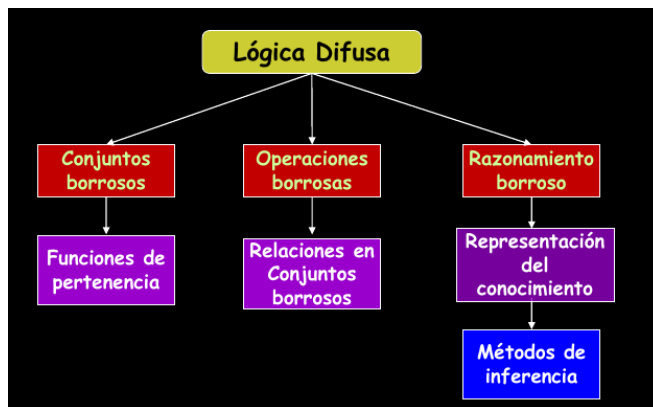 Lógica Difusa
Conjuntos
borrosos
Operaciones
borrosas
Razonamiento
borroso
Funciones de
pertenencia
Relaciones en
Conjuntos
borrosos
Representación
del
conocimiento
Métodos de
inferencia